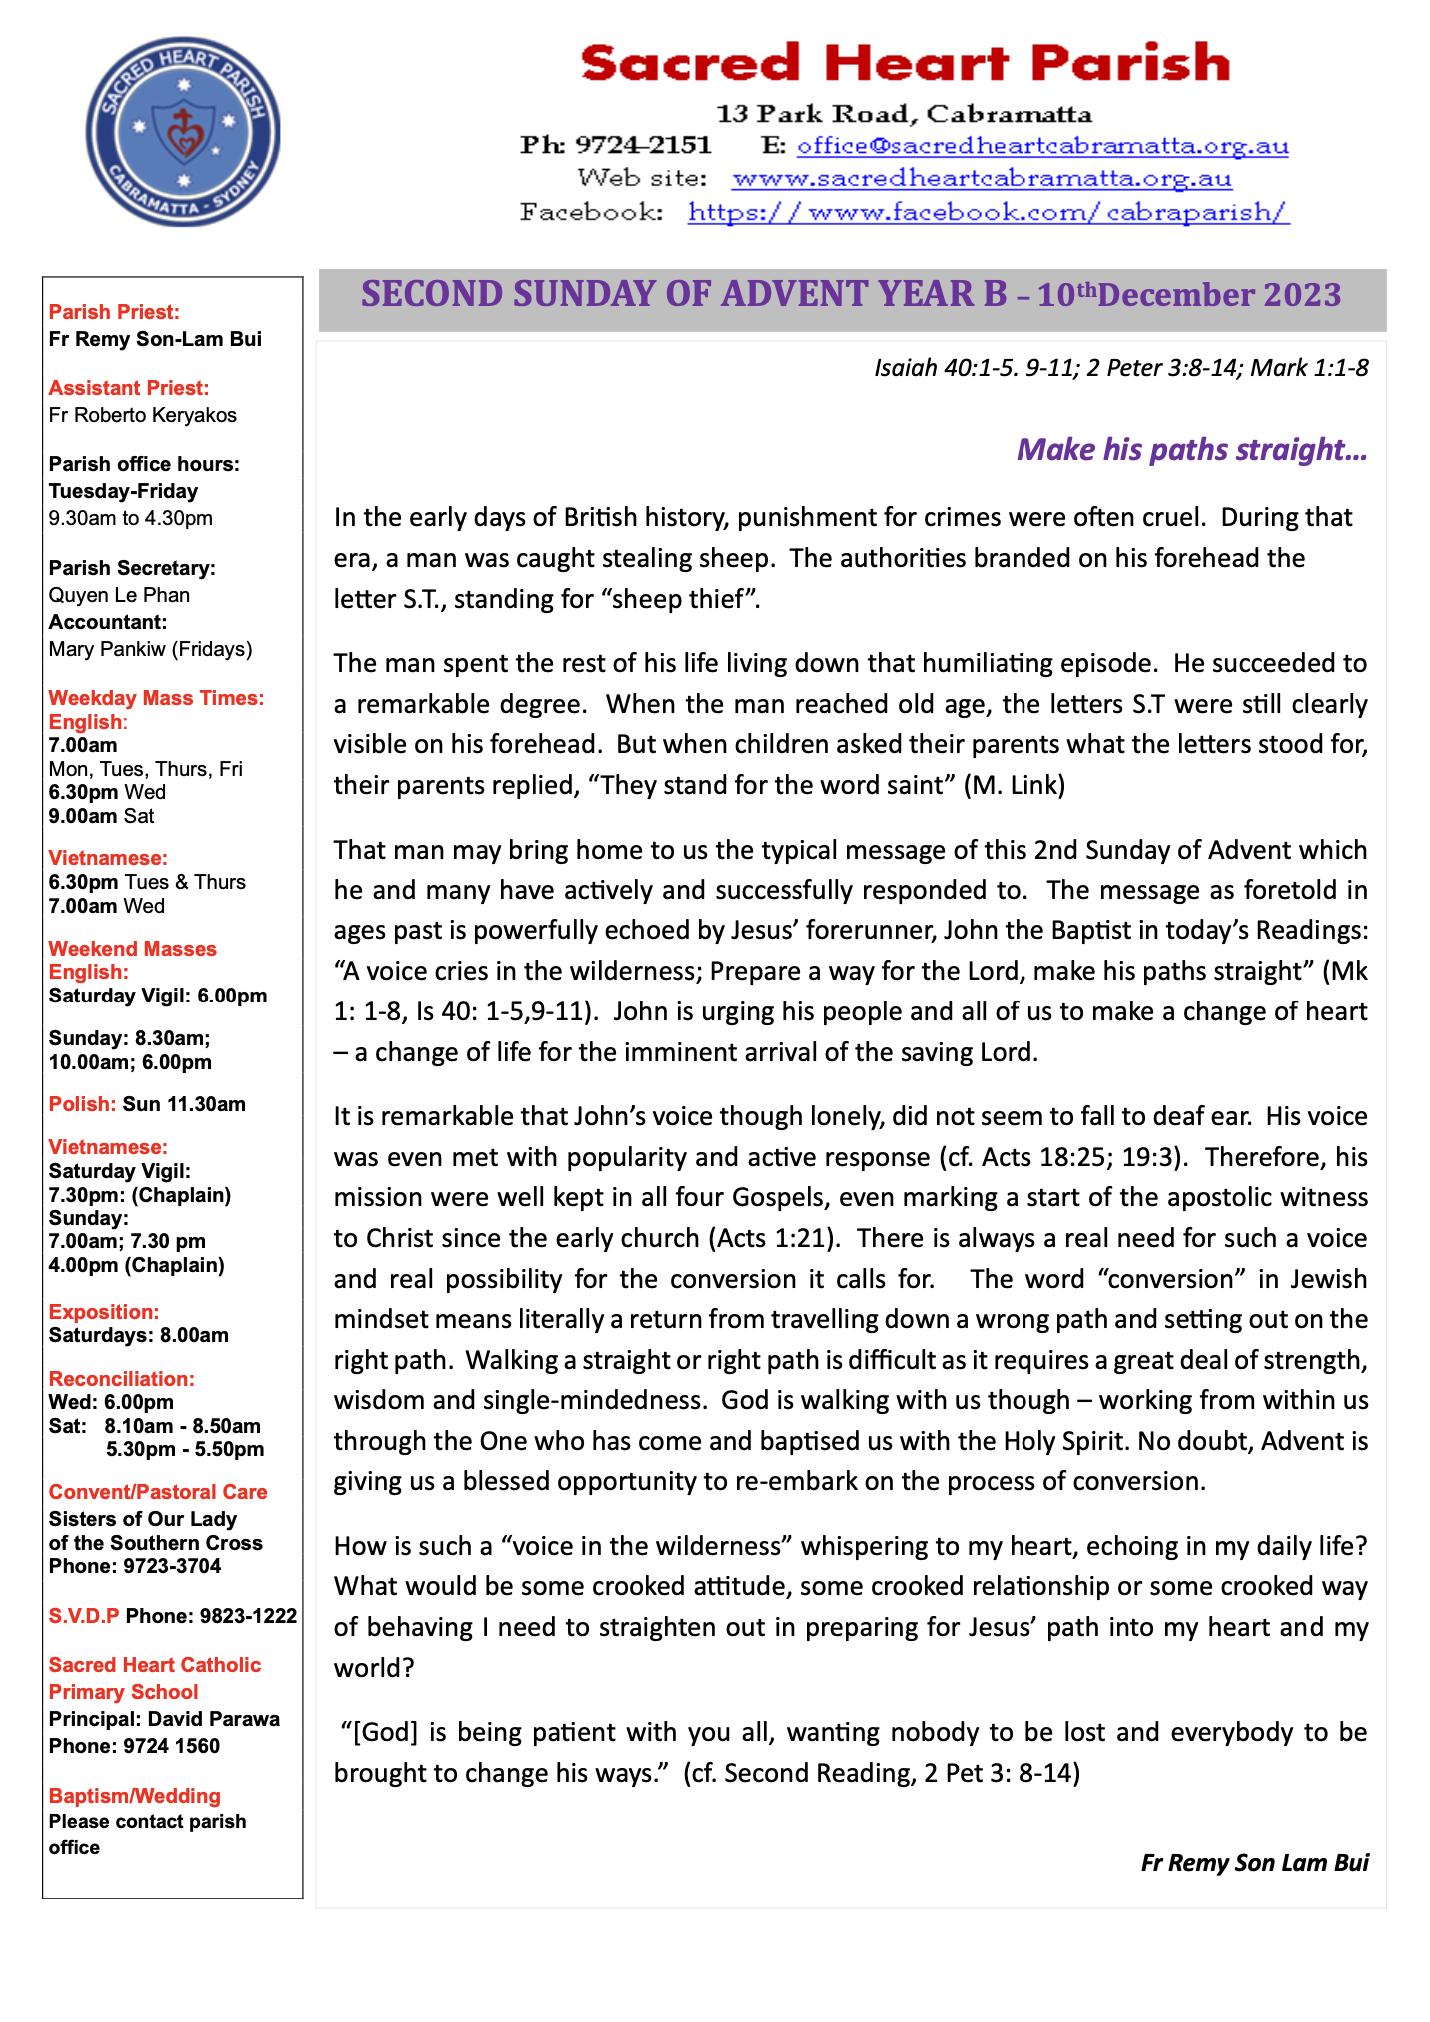 SACRED HEART PARISH
CABRAMATTA - SYDNEY
Sacred Heart Parish
13 Park Road, Cabramatta
Ph: 9724-2151 E: office@sacredheartcabramatta.org.au
Web site: www.sacredheartcabramatta.org.au
Facebook: https://www.facebook.com/cabraparish/
Parish Priest:
Fr Remy Son-Lam Bui
Assistant Priest:
Fr Roberto Keryakos
Parish office hours:
Tuesday-Friday
9.30am to 4.30pm
Parish Secretary:
Quyen Le Phan
Accountant:
Mary Pankiw (Fridays)
Weekday Mass Times:
English:
7.00am
Mon, Tues, Thurs, Fri
6.30pm Wed
9.00am Sat
Vietnamese:
6.30pm Tues & Thurs
7.00am Wed
Weekend Masses
English:
Saturday Vigil: 6.00pm
Sunday: 8.30am;
10.00am; 6.00pm
Polish: Sun 11.30am
Vietnamese:
Saturday Vigil:
7.30pm: (Chaplain)
Sunday:
7.00am; 7.30 pm
4.00pm (Chaplain)
Exposition:
Saturdays: 8.00am
Reconciliation:
Wed: 6.00pm
Sat: 8.10am - 8.50am
5.30pm - 5.50pm
Convent/Pastoral Care
Sisters of Our Lady
of the Southern Cross
Phone: 9723-3704
S.V.D.P Phone: 9823-1222
Sacred Heart Catholic
Primary School
Principal: David Parawa
Phone: 9724 1560
Baptism/Wedding
Please contact parish
office
SECOND SUNDAY OF ADVENT YEAR B – 10thDecember 2023
Isaiah 40:1-5. 9-11; 2 Peter 3:8-14; Mark 1:1-8
Make his paths straight…
In the early days of British history, punishment for crimes were often cruel. During that
era, a man was caught stealing sheep. The authorities branded on his forehead the
letter S.T., standing for “sheep thief”.
The man spent the rest of his life living down that humiliating episode. He succeeded to
a remarkable degree. When the man reached old age, the letters S.T were still clearly
visible on his forehead. But when children asked their parents what the letters stood for,
their parents replied, “They stand for the word saint” (M. Link)
That man may bring home to us the typical message of this 2nd Sunday of Advent which
he and many have actively and successfully responded to. The message as foretold in
ages past is powerfully echoed by Jesus’ forerunner, John the Baptist in today’s Readings:
“A voice cries in the wilderness; Prepare a way for the Lord, make his paths straight” (Mk
1: 1-8, Is 40: 1-5,9-11). John is urging his people and all of us to make a change of heart
– a change of life for the imminent arrival of the saving Lord.
It is remarkable that John’s voice though lonely, did not seem to fall to deaf ear. His voice
was even met with popularity and active response (cf. Acts 18:25; 19:3). Therefore, his
mission were well kept in all four Gospels, even marking a start of the apostolic witness
to Christ since the early church (Acts 1:21). There is always a real need for such a voice
and real possibility for the conversion it calls for. The word “conversion” in Jewish
mindset means literally a return from travelling down a wrong path and setting out on the
right path. Walking a straight or right path is difficult as it requires a great deal of strength,
wisdom and single-mindedness. God is walking with us though – working from within us
through the One who has come and baptised us with the Holy Spirit. No doubt, Advent is
giving us a blessed opportunity to re-embark on the process of conversion.
How is such a “voice in the wilderness” whispering to my heart, echoing in my daily life?
What would be some crooked attitude, some crooked relationship or some crooked way
of behaving I need to straighten out in preparing for Jesus’ path into my heart and my
world?
“[God] is being patient with you all, wanting nobody to be lost and everybody to be
brought to change his ways.” (cf. Second Reading, 2 Pet 3: 8-14)
Fr Remy Son Lam Bui